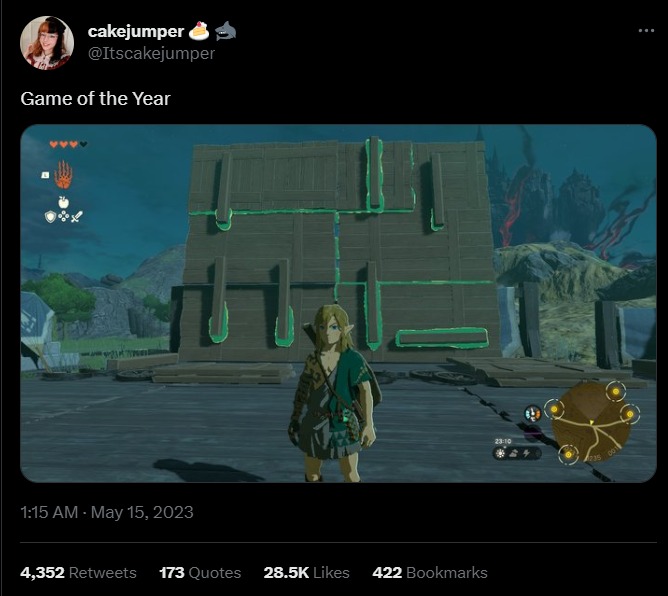 cakejumper 🍰 🦈
@Itscakejumper
Game of the Year
L
23:10
1:15 AM · May 15, 2023
4,352 Retweets 173 Quotes 28.5K Likes 422 Bookmarks